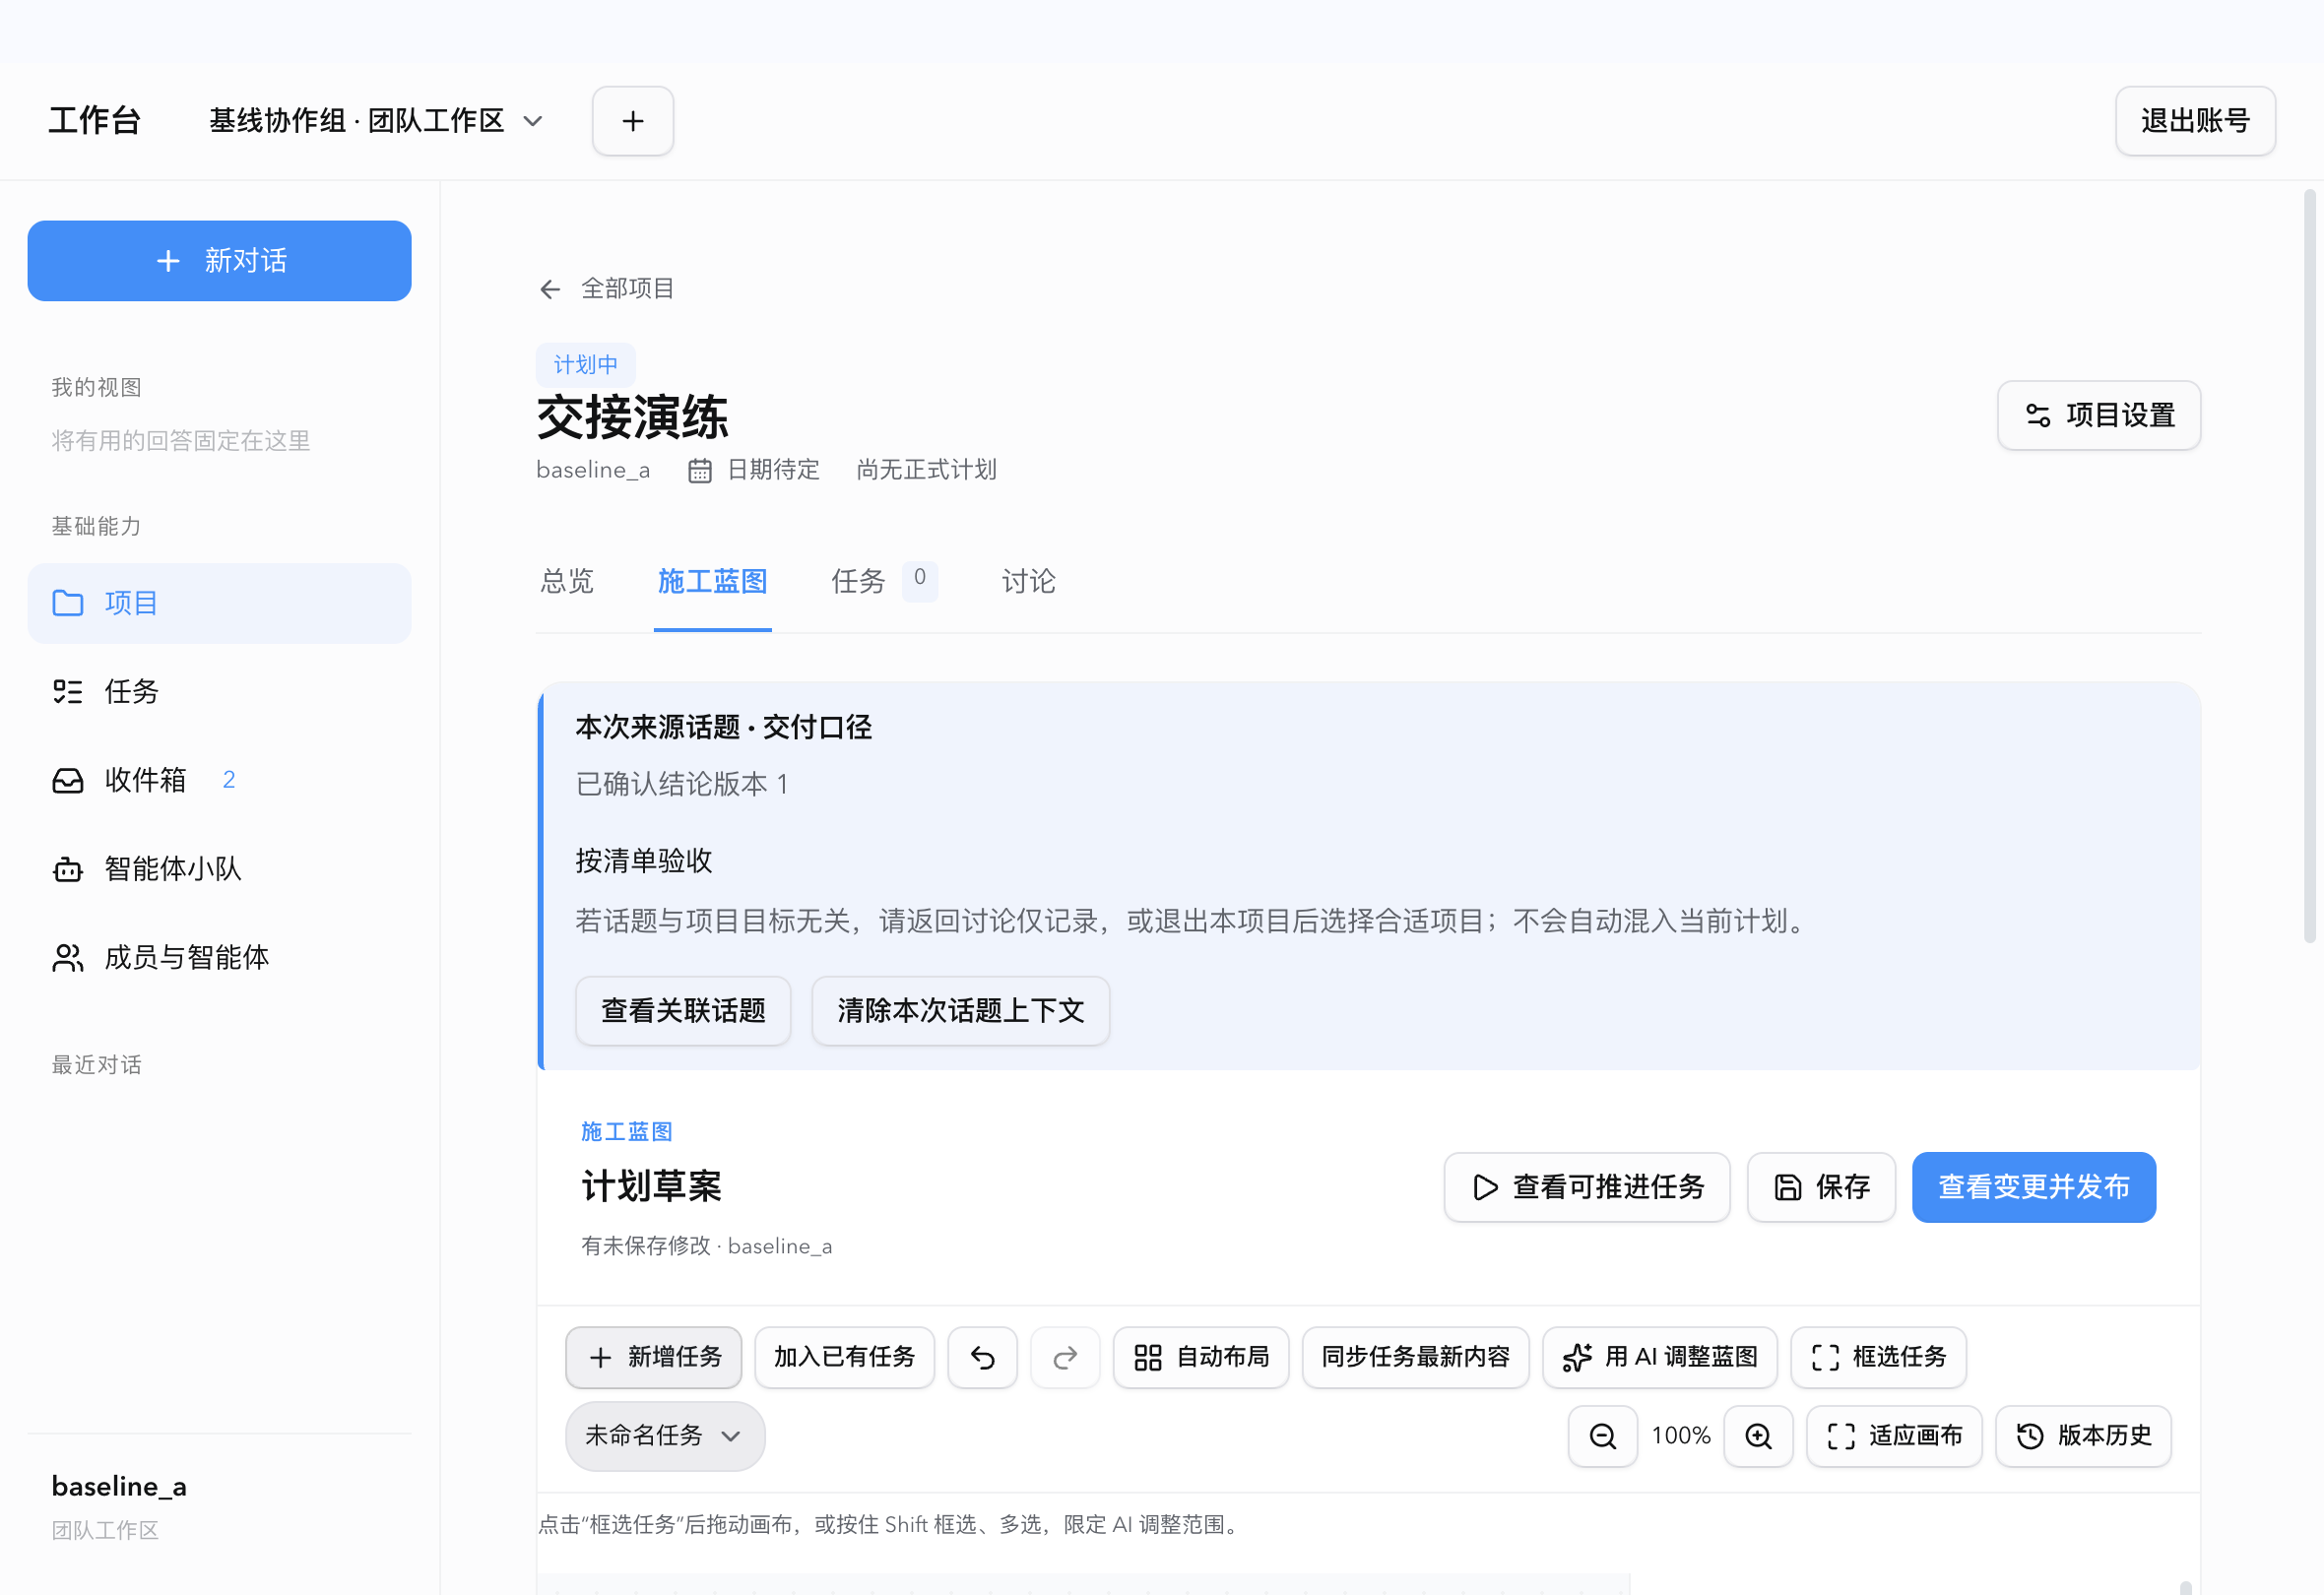 工作台
基线协作组 · 团队工作区
退出账号
新对话
我的视图
将有用的回答固定在这里
基础能力
项目
任务
收件箱 2
智能体小队
成员与智能体
最近对话
baseline_a
团队工作区
全部项目
计划中
交接演练
baseline_a 日期待定 尚无正式计划
项目设置
总览 施工蓝图 任务 0 讨论
本次来源话题 · 交付口径
已确认结论版本 1
按清单验收
若话题与项目目标无关，请返回讨论仅记录，或退出本项目后选择合适项目；不会自动混入当前计划。
查看关联话题 清除本次话题上下文
施工蓝图
计划草案
有未保存修改 · baseline_a
查看可推进任务 保存 查看变更并发布
新增任务 加入已有任务 自动布局 同步任务最新内容 用 AI 调整蓝图 框选任务
未命名任务 100% 适应画布 版本历史
点击“框选任务”后拖动画布，或按住 Shift 框选、多选，限定 AI 调整范围。